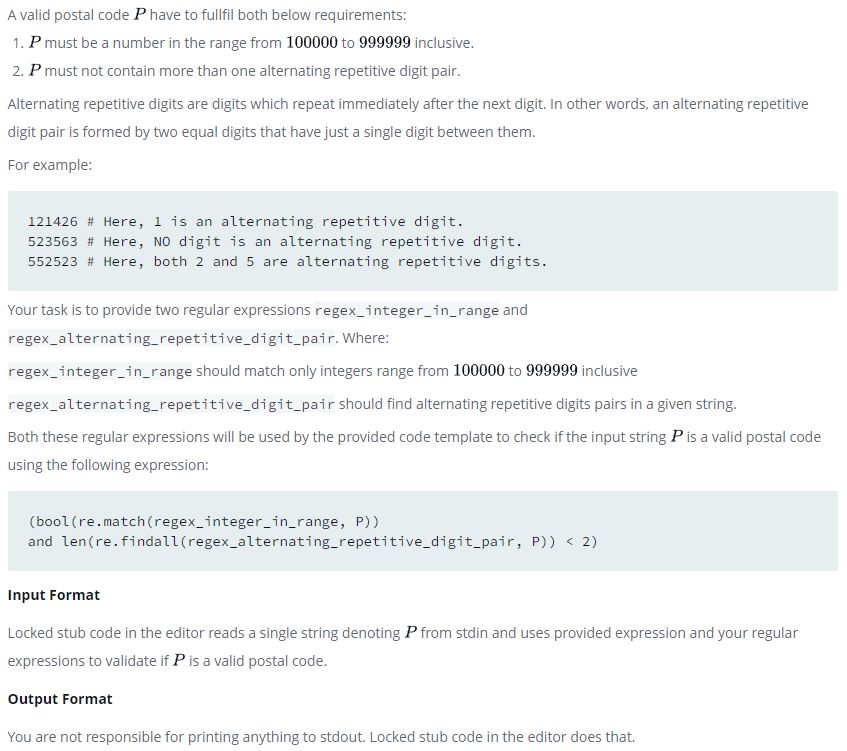 A valid postal code P have to fullfil both below requirements:
1. P must be a number in the range from 100000 to 999999 inclusive.
2. P must not contain more than one alternating repetitive digit pair.
Alternating repetitive digits are digits which repeat immediately after the next digit. In other words, an alternating repetitive
digit pair is formed by two equal digits that have just a single digit between them.
For example:
121426 # Here, 1 is an alternating repetitive digit.
523563 # Here, NO digit is an alternating repetitive digit.
552523 # Here, both 2 and 5 are alternating repetitive digits.
Your task is to provide two regular expressions regex_integer_in_range and
regex_alternating_repetitive_digit_pair. Where:
regex_integer_in_range should match only integers range from 100000 to 999999 inclusive
regex_alternating_repetitive_digit_pair should find alternating repetitive digits pairs in a given string.
Both these regular expressions will be used by the provided code template to check if the input string P is a valid postal code
using the following expression:
(bool(re.match(regex_integer_in_range, P))
and len(re.findall(regex_alternating_repetitive_digit_pair, P)) < 2)
Input Format
Locked stub code in the editor reads a single string denoting P from stdin and uses provided expression and your regular
expressions to validate if P is a valid postal code.
Output Format
You are not responsible for printing anything to stdout. Locked stub code in the editor does that.